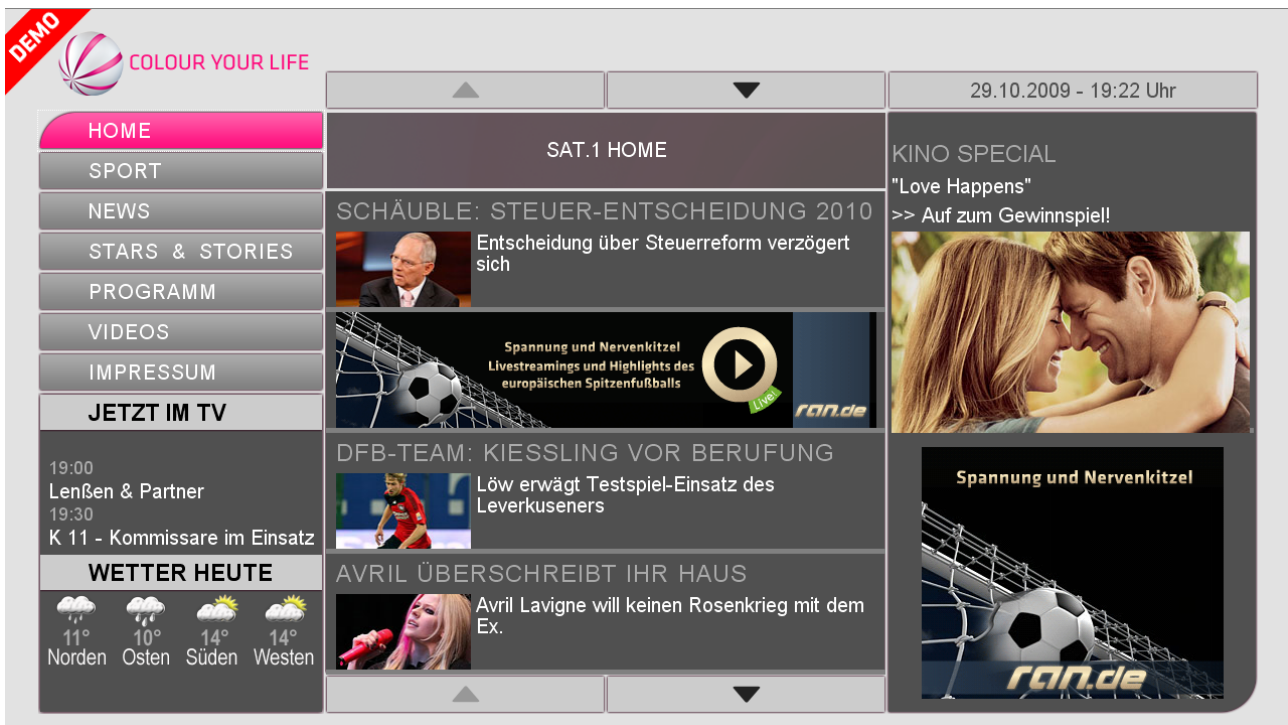 DEMO
COLOUR YOUR LIFE
29.10.2009 - 19:22 Uhr
HOME
SPORT
NEWS
STARS & STORIES
PROGRAMM
VIDEOS
IMPRESSUM
JETZT IM TV
19:00
Lenßen & Partner
19:30
K 11 - Kommissare im Einsatz
WETTER HEUTE
11° 10° 14° 14°
Norden Osten Süden Westen
SAT.1 HOME
SCHÄUBLE: STEUER-ENTSCHEIDUNG 2010
Entscheidung über Steuerreform verzögert
sich
Spannung und Nervenkitzel
Livestreamings und Highlights des
europäischen Spitzenfußballs
Live!
ran.de
DFB-TEAM: KIESSLING VOR BERUFUNG
Löw erwägt Testspiel-Einsatz des
Leverkuseners
AVRIL ÜBERSCHREIBT IHR HAUS
Avril Lavigne will keinen Rosenkrieg mit dem
Ex.
KINO SPECIAL
"Love Happens"
>> Auf zum Gewinnspiel!
Spannung und Nervenkitzel
ran.de